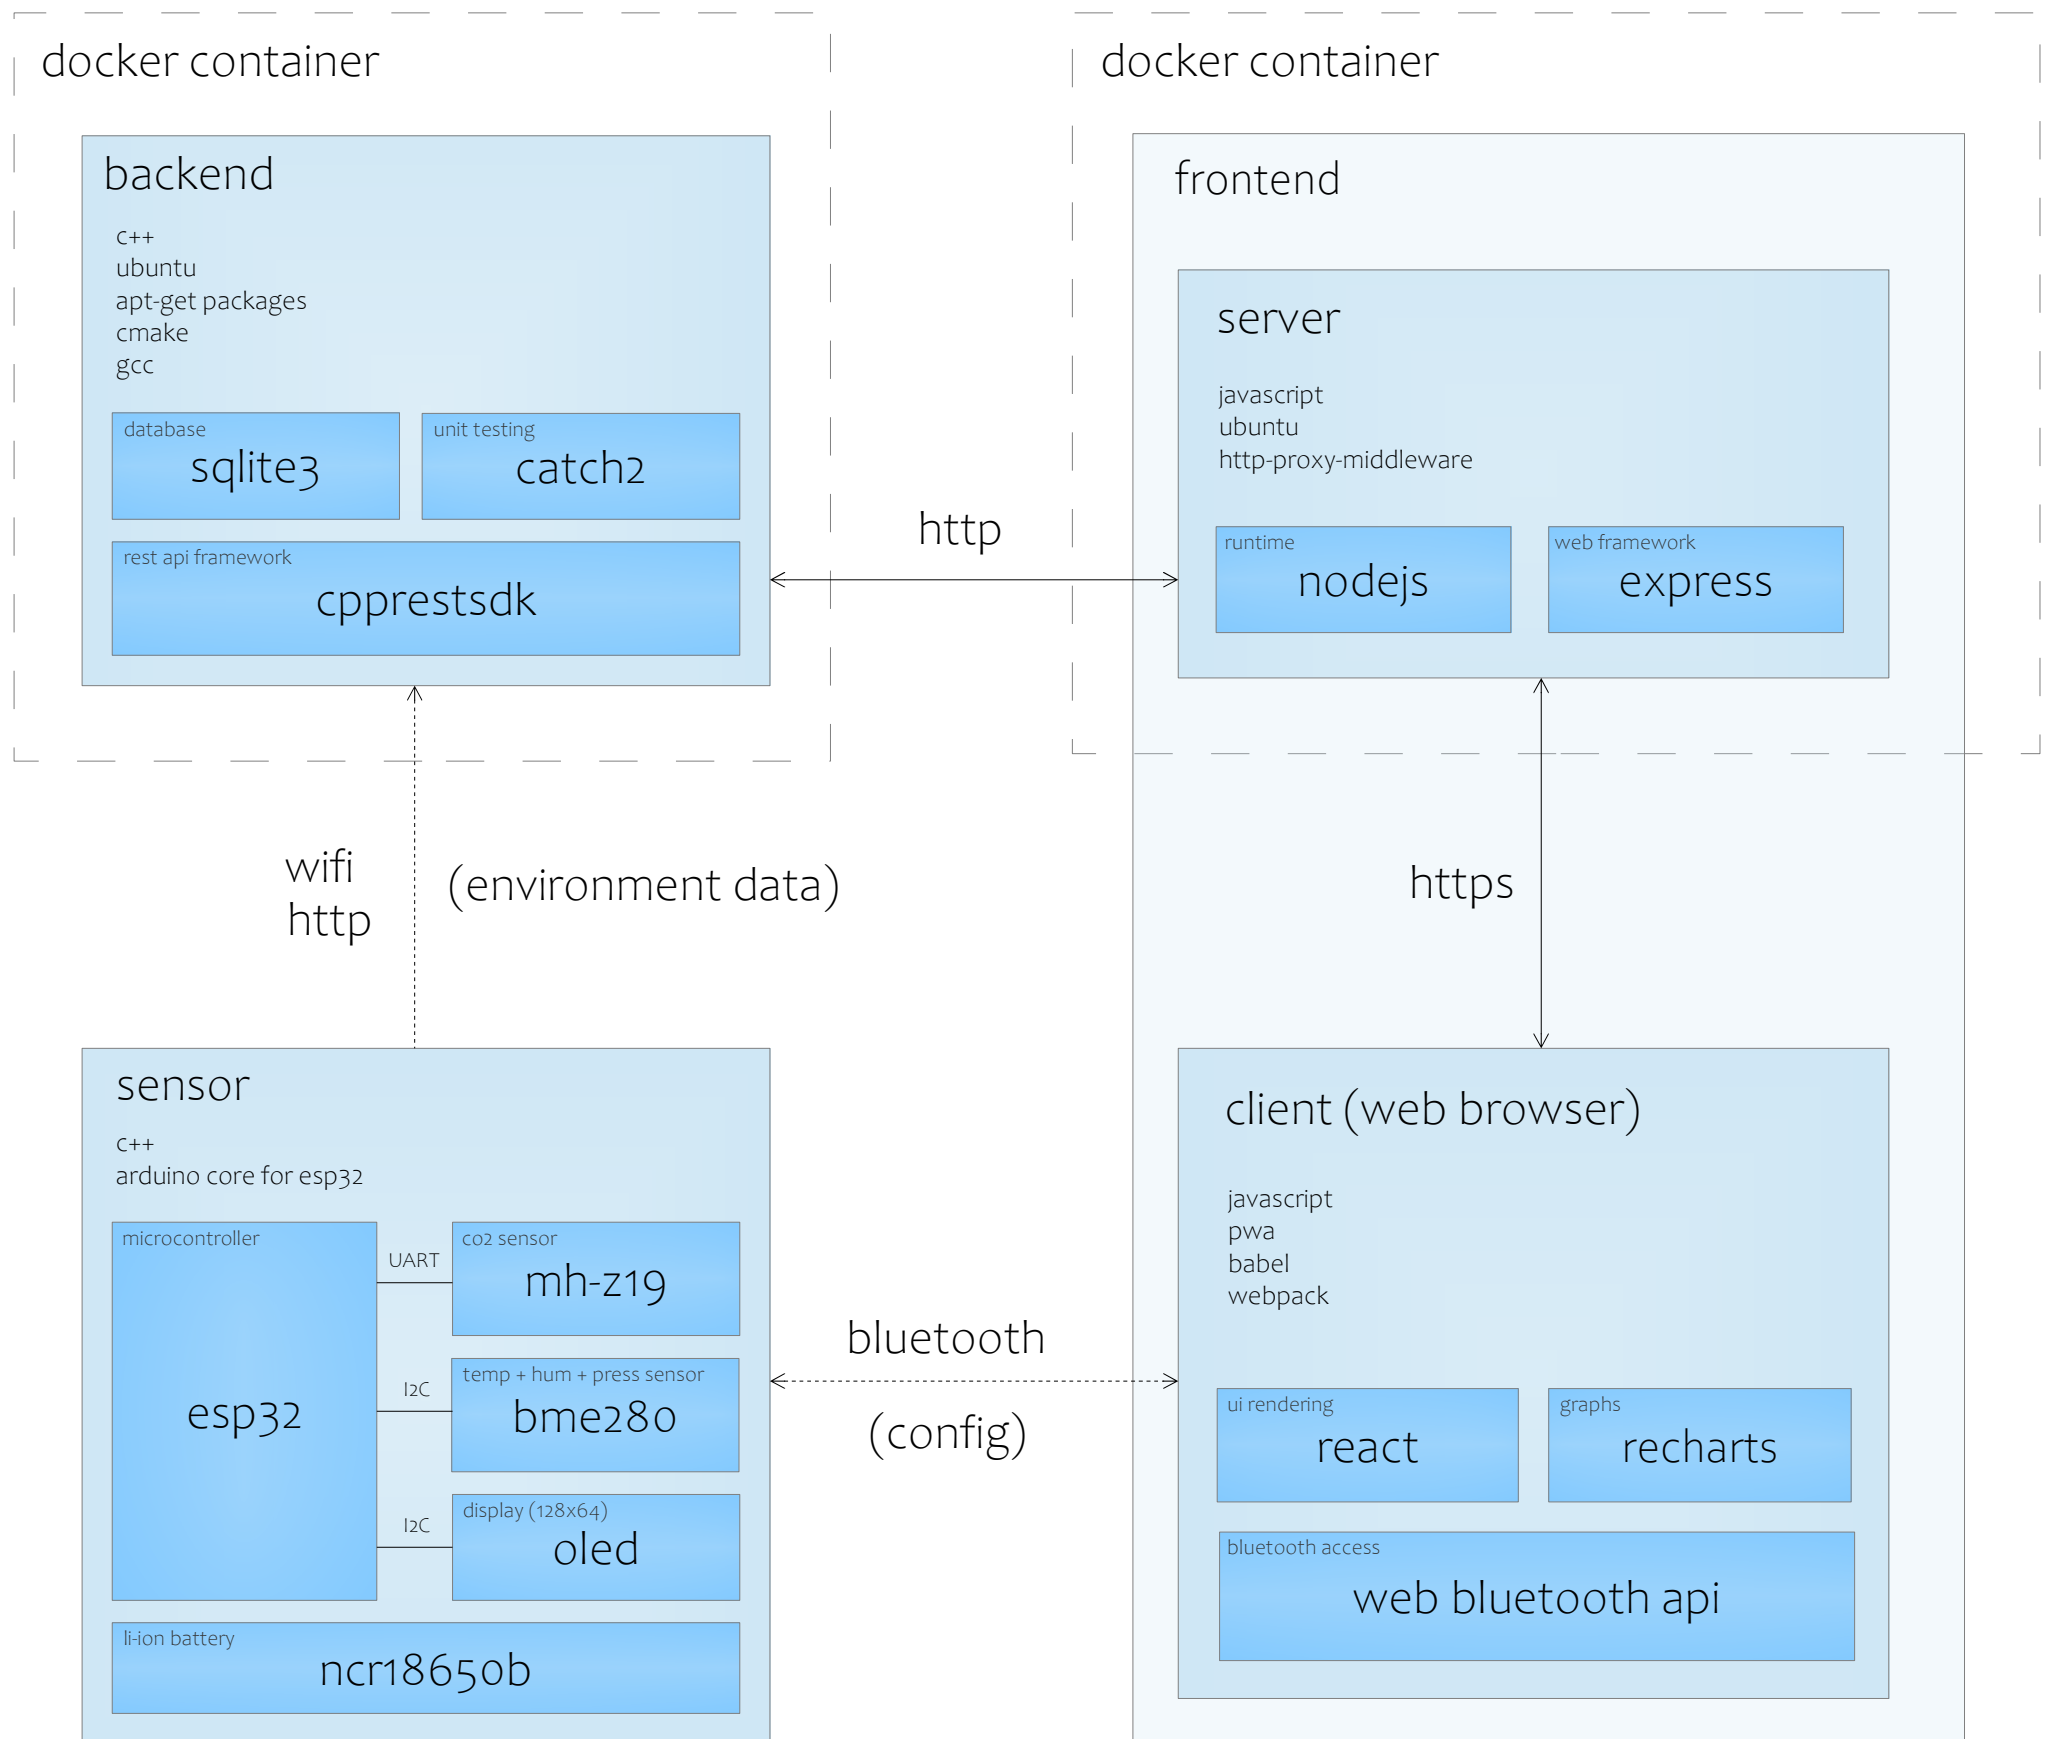 docker container
backend
c++
ubuntu
apt-get packages
cmake
gcc
database
sqlite3
unit testing
catch2
rest api framework
cpprestsdk
http
docker container
frontend
server
javascript
ubuntu
http-proxy-middleware
runtime
nodejs
web framework
express
wifi
http
(environment data)
https
sensor
c++
arduino core for esp32
microcontroller
esp32
UART
co2 sensor
mh-z19
I2C
temp + hum + press sensor
bme280
I2C
display (128x64)
oled
li-ion battery
ncr18650b
bluetooth
(config)
client (web browser)
javascript
pwa
babel
webpack
ui rendering
react
graphs
recharts
bluetooth access
web bluetooth api